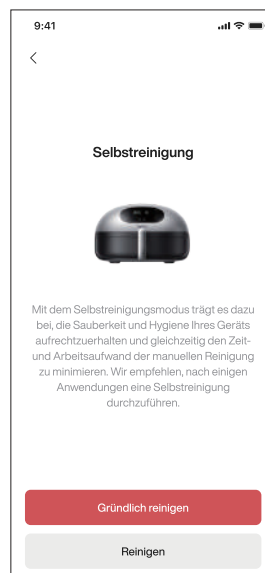 9:41
Selbstreinigung
Mit dem Selbstreinigungsmodus trägt es dazu
bei, die Sauberkeit und Hygiene Ihres Geräts
aufrechtzuerhalten und gleichzeitig den Zeit-
und Arbeitsaufwand der manuellen Reinigung
zu minimieren. Wir empfehlen, nach einigen
Anwendungen eine Selbstreinigung
durchzuführen.
Gründlich reinigen
Reinigen